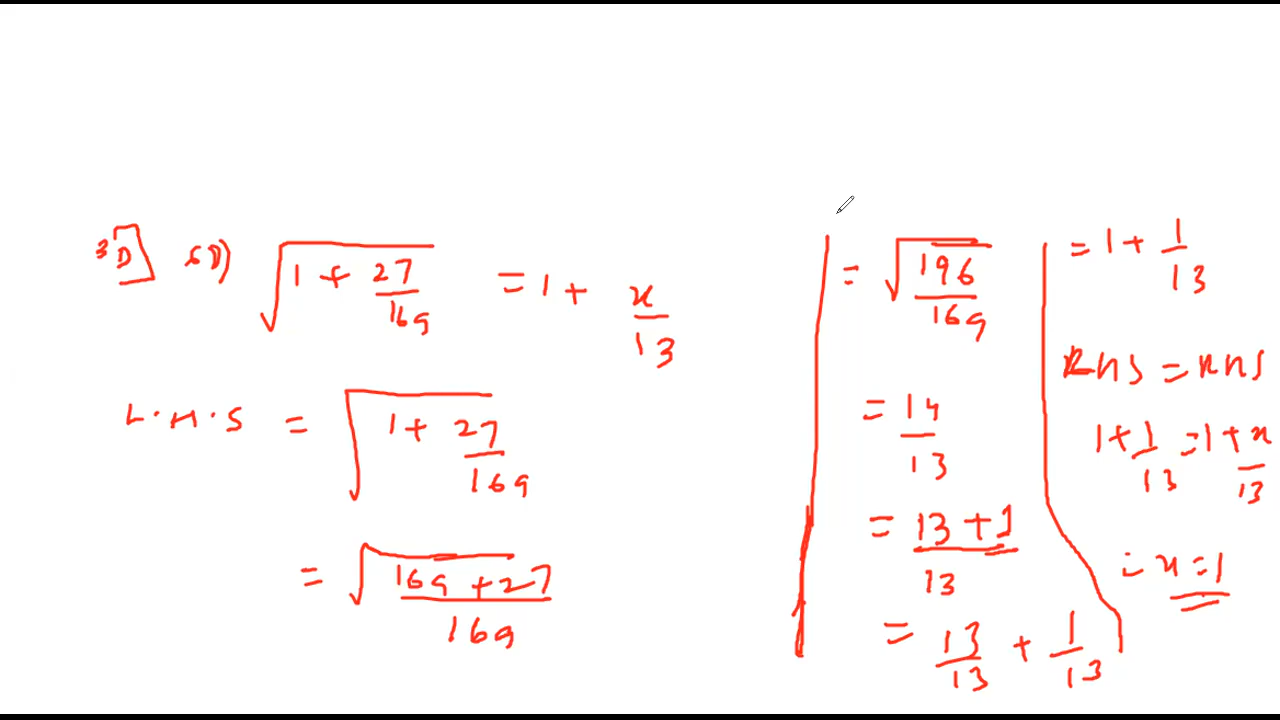 3D] 6D) √(1 + 27/169) = 1 + x/13
L.H.S = √(1 + 27/169)
= √((169 + 27)/169)
= √(196/169)
= 14/13
= (13 + 1)/13
= 13/13 + 1/13
= 1 + 1/13
= RHS
1 + 1/13 = 1 + x/13
x = 1